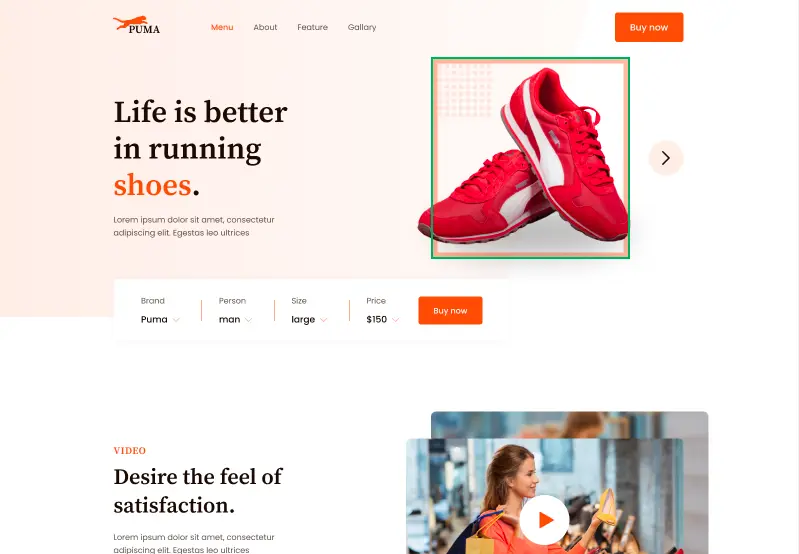 PUMA
Menu About Feature Gallary
Buy now
Life is better
in running
shoes.
Lorem ipsum dolor sit amet, consectetur
adipiscing elit. Egestas leo ultrices
Brand Person Size Price
Puma man large $150
Buy now
VIDEO
Desire the feel of
satisfaction.
Lorem ipsum dolor sit amet, consectetur
adipiscing elit. Egestas leo ultrices